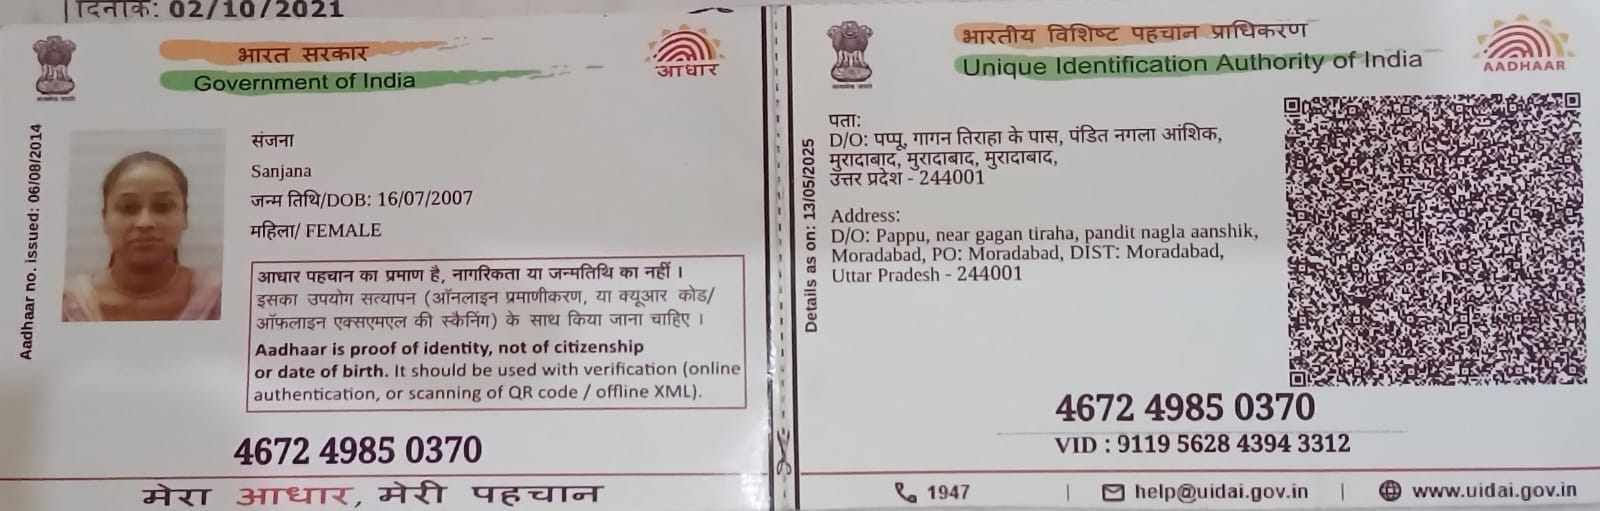 दिनांक: 02/10/2021
भारत सरकार
Government of India
आधार
Aadhaar no. issued: 06/08/2014
संजना
Sanjana
जन्म तिथि/DOB: 16/07/2007
महिला/ FEMALE
आधार पहचान का प्रमाण है, नागरिकता या जन्मतिथि का नहीं ।
इसका उपयोग सत्यापन (ऑनलाइन प्रमाणीकरण, या क्यूआर कोड/
ऑफलाइन एक्सएमएल की स्कैनिंग) के साथ किया जाना चाहिए ।
Aadhaar is proof of identity, not of citizenship
or date of birth. It should be used with verification (online
authentication, or scanning of QR code / offline XML).
4672 4985 0370
मेरा आधार, मेरी पहचान
भारतीय विशिष्ट पहचान प्राधिकरण
Unique Identification Authority of India
AADHAAR
Details as on: 13/05/2025
पता:
D/O: पप्पू, गागन तिराहा के पास, पंडित नगला आंशिक,
मुरादाबाद, मुरादाबाद, मुरादाबाद,
उत्तर प्रदेश - 244001
Address:
D/O: Pappu, near gagan tiraha, pandit nagla aanshik,
Moradabad, PO: Moradabad, DIST: Moradabad,
Uttar Pradesh - 244001
4672 4985 0370
VID : 9119 5628 4394 3312
1947 | help@uidai.gov.in | www.uidai.gov.in